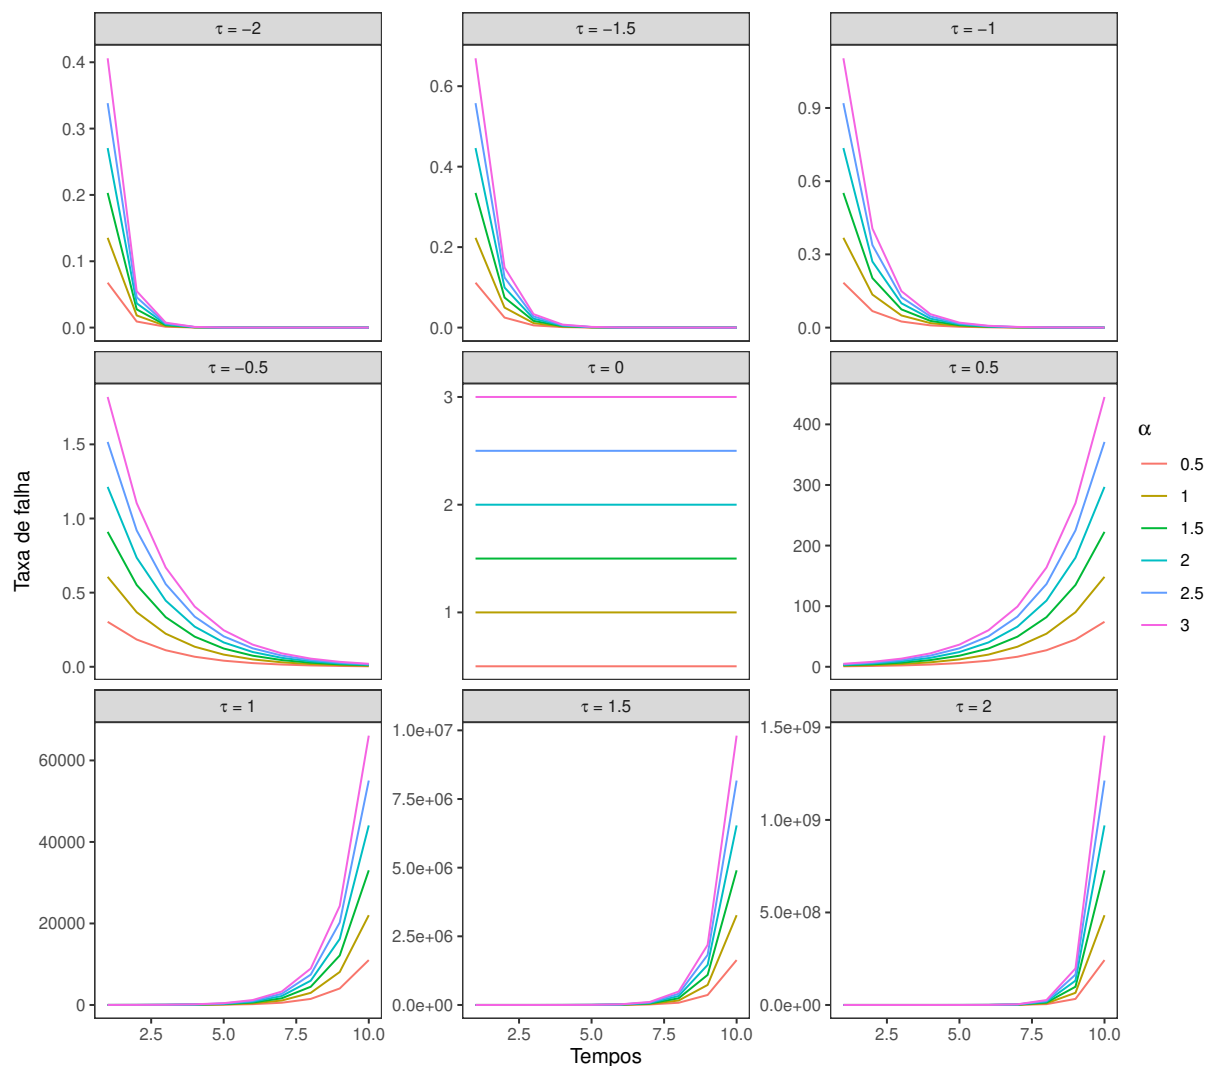 τ = −2
τ = −1.5
τ = −1
0.4
0.3
0.2
0.1
0.0
0.6
0.4
0.2
0.0
0.9
0.6
0.3
0.0
τ = −0.5
τ = 0
τ = 0.5
1.5
1.0
0.5
0.0
3
2
1
400
300
200
100
0
τ = 1
τ = 1.5
τ = 2
60000
40000
20000
0
1.0e+07
7.5e+06
5.0e+06
2.5e+06
0.0e+00
1.5e+09
1.0e+09
5.0e+08
0.0e+00
2.5 5.0 7.5 10.0
2.5 5.0 7.5 10.0
2.5 5.0 7.5 10.0
Tempos
Taxa de falha
α
0.5
1
1.5
2
2.5
3